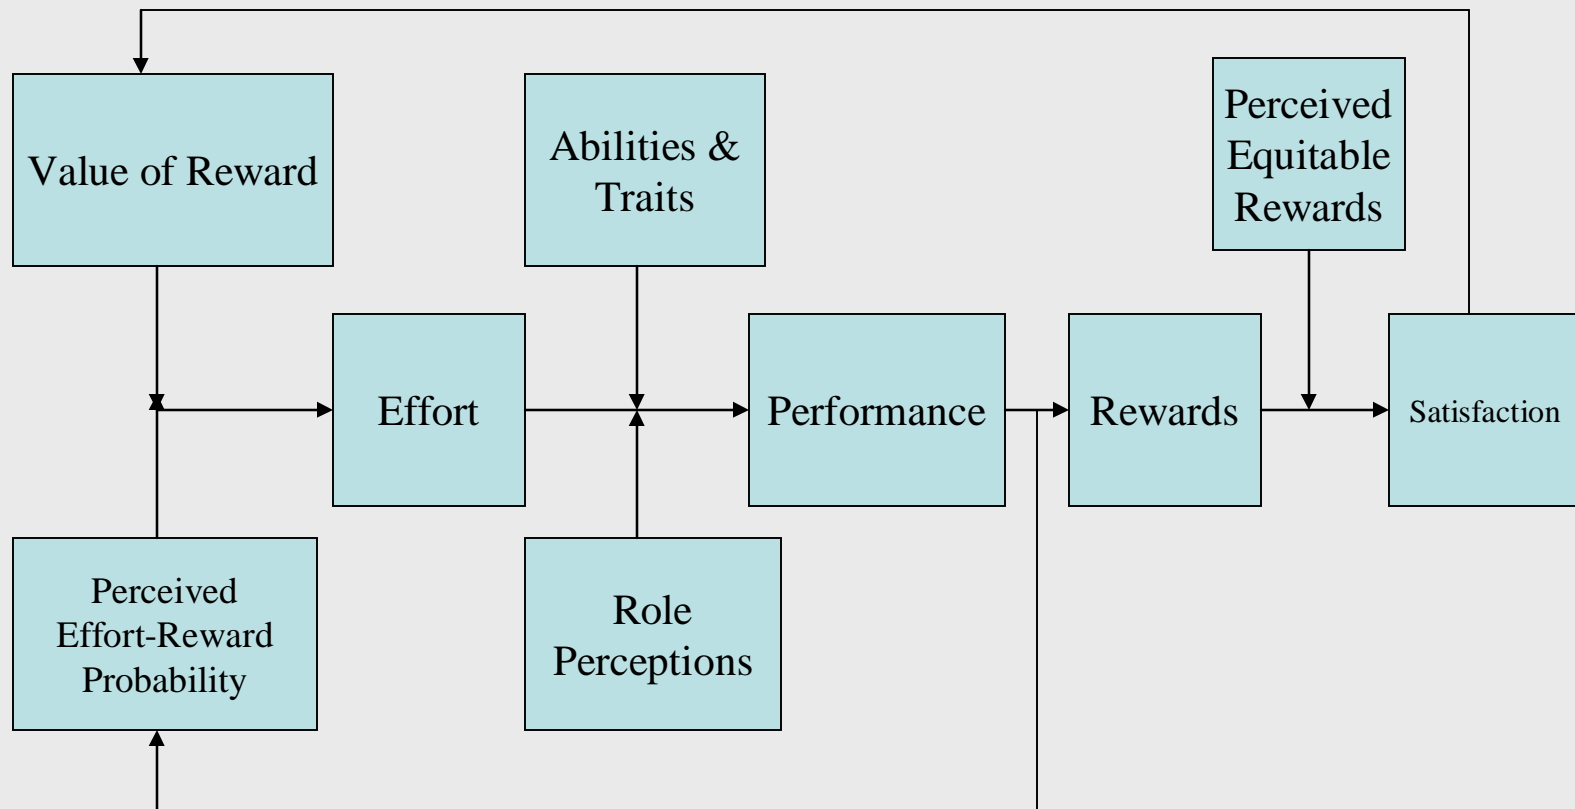 Value of Reward
Abilities &
Traits
Perceived
Equitable
Rewards
Effort
Performance
Rewards
Satisfaction
Perceived
Effort-Reward
Probability
Role
Perceptions